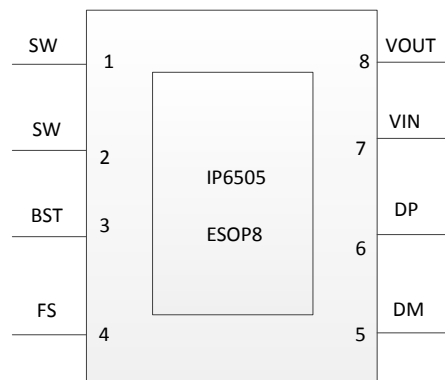 SW 1 8 VOUT
SW 2 7 VIN
BST 3 6 DP
FS 4 5 DM
IP6505
ESOP8